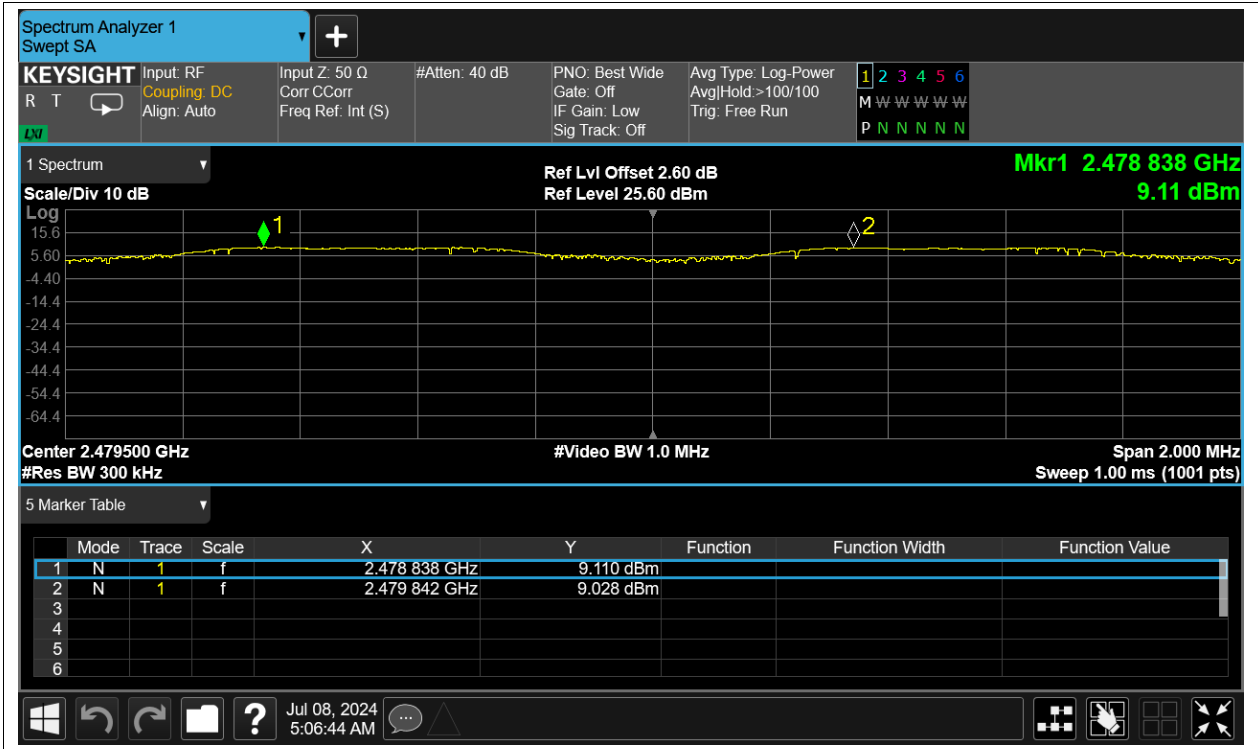 Spectrum Analyzer 1
Swept SA
+
KEYSIGHT Input: RF Input Z: 50 Ω #Atten: 40 dB PNO: Best Wide Avg Type: Log-Power 1 2 3 4 5 6
R T Coupling: DC Corr CCorr Gate: Off Avg|Hold:>100/100 M W W W W W
Align: Auto Freq Ref: Int (S) IF Gain: Low Trig: Free Run
LXI Sig Track: Off P N N N N N
1 Spectrum Mkr1 2.478 838 GHz
Ref Lvl Offset 2.60 dB
Scale/Div 10 dB Ref Level 25.60 dBm 9.11 dBm
Log
15.6
5.60
-4.40
-14.4
-24.4
-34.4
-44.4
-54.4
-64.4
1
2
Center 2.479500 GHz #Video BW 1.0 MHz Span 2.000 MHz
#Res BW 300 kHz Sweep 1.00 ms (1001 pts)
5 Marker Table
Mode Trace Scale X Y Function Function Width Function Value
1 N 1 f 2.478 838 GHz 9.110 dBm
2 N 1 f 2.479 842 GHz 9.028 dBm
3
4
5
6
? Jul 08, 2024
5:06:44 AM